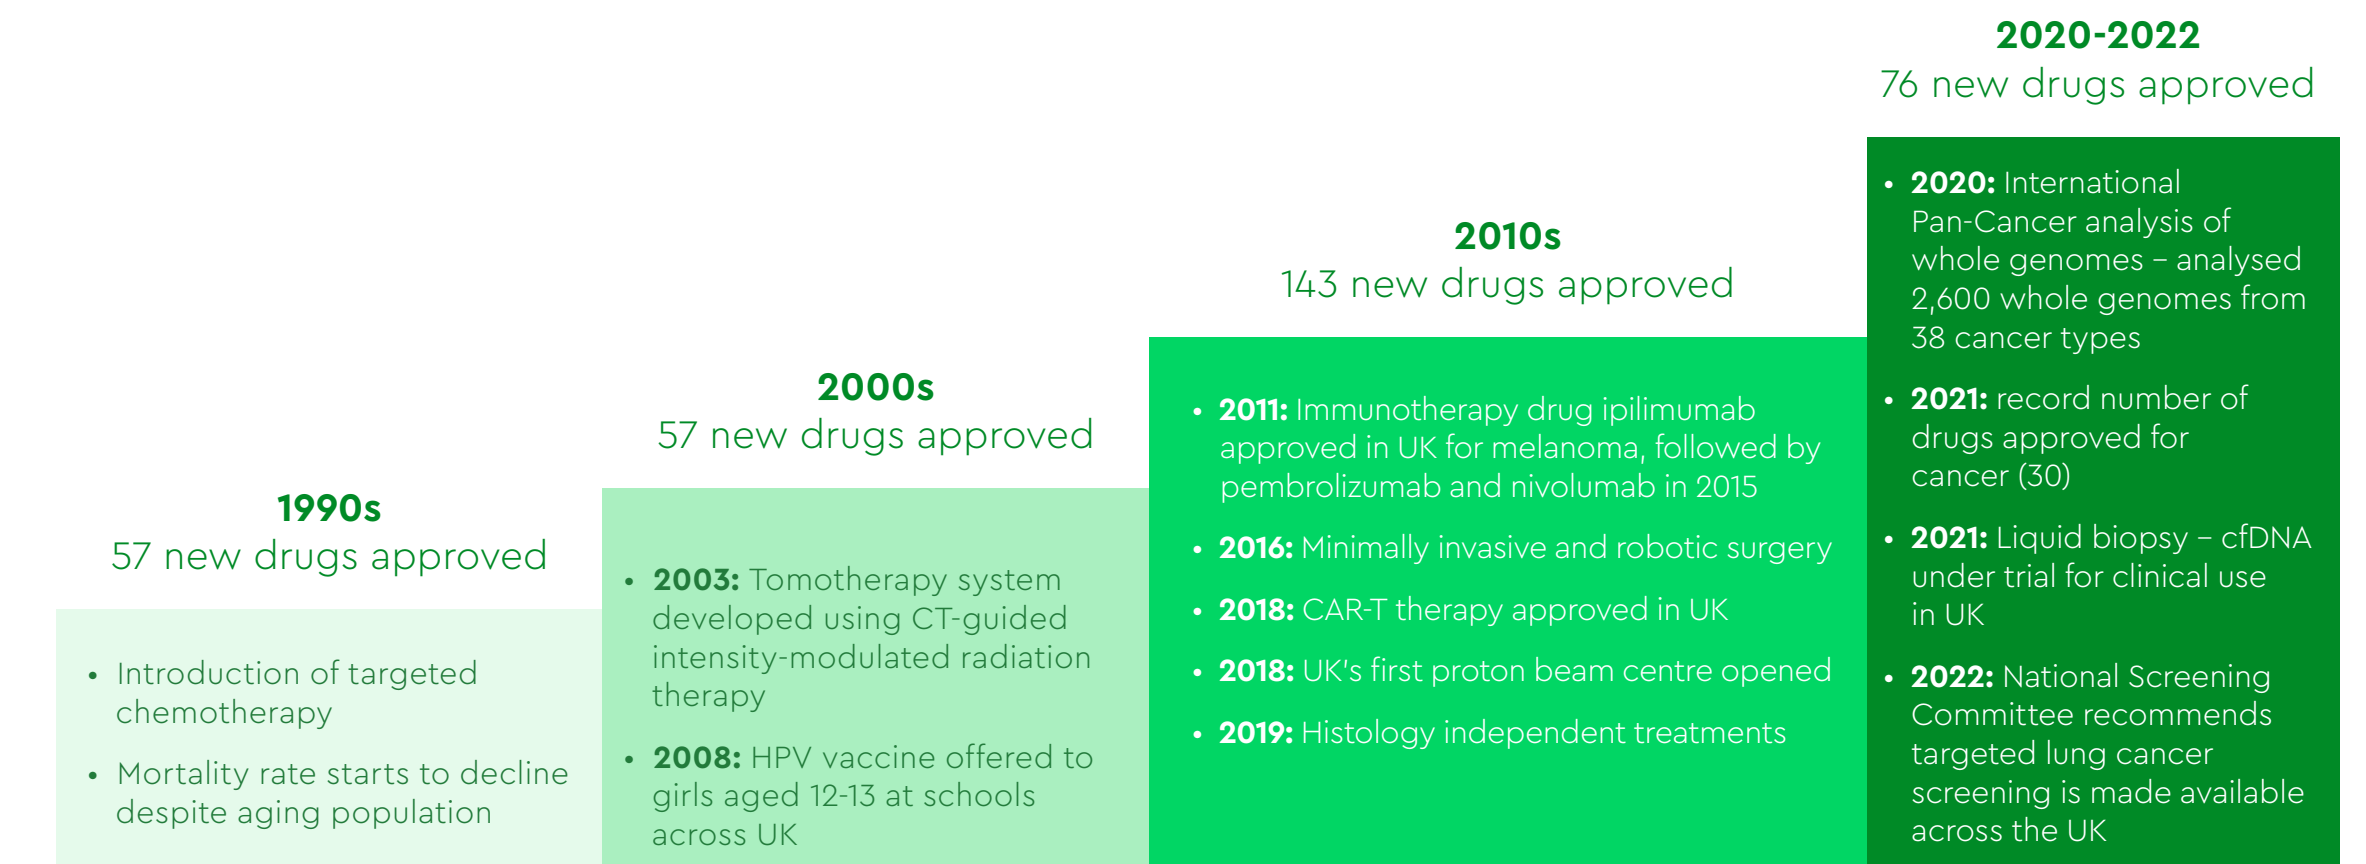 1990s
57 new drugs approved
• Introduction of targeted
chemotherapy
• Mortality rate starts to decline
despite aging population
2000s
57 new drugs approved
• 2003: Tomotherapy system
developed using CT-guided
intensity-modulated radiation
therapy
• 2008: HPV vaccine offered to
girls aged 12-13 at schools
across UK
2010s
143 new drugs approved
• 2011: Immunotherapy drug ipilimumab
approved in UK for melanoma, followed by
pembrolizumab and nivolumab in 2015
• 2016: Minimally invasive and robotic surgery
• 2018: CAR-T therapy approved in UK
• 2018: UK's first proton beam centre opened
• 2019: Histology independent treatments
2020-2022
76 new drugs approved
• 2020: International
Pan-Cancer analysis of
whole genomes – analysed
2,600 whole genomes from
38 cancer types
• 2021: record number of
drugs approved for
cancer (30)
• 2021: Liquid biopsy – cfDNA
under trial for clinical use
in UK
• 2022: National Screening
Committee recommends
targeted lung cancer
screening is made available
across the UK